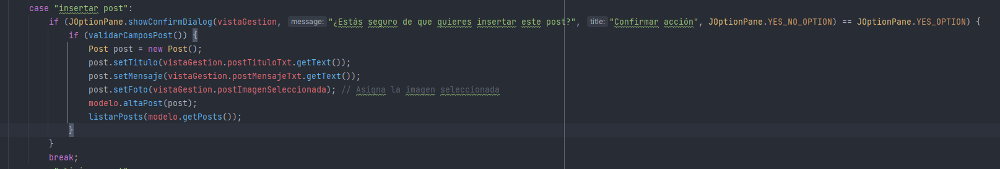 case "insertar post":
if (JOptionPane.showConfirmDialog(vistaGestion, message: "¿Estás seguro de que quieres insertar este post?", title: "Confirmar acción", JOptionPane.YES_NO_OPTION) == JOptionPane.YES_OPTION) {
if (validarCamposPost()) {
Post post = new Post();
post.setTitulo(vistaGestion.postTituloTxt.getText());
post.setMensaje(vistaGestion.postMensajeTxt.getText());
post.setFoto(vistaGestion.postImagenSeleccionada); // Asigna la imagen seleccionada
modelo.altaPost(post);
listarPosts(modelo.getPosts());
}
}
break;